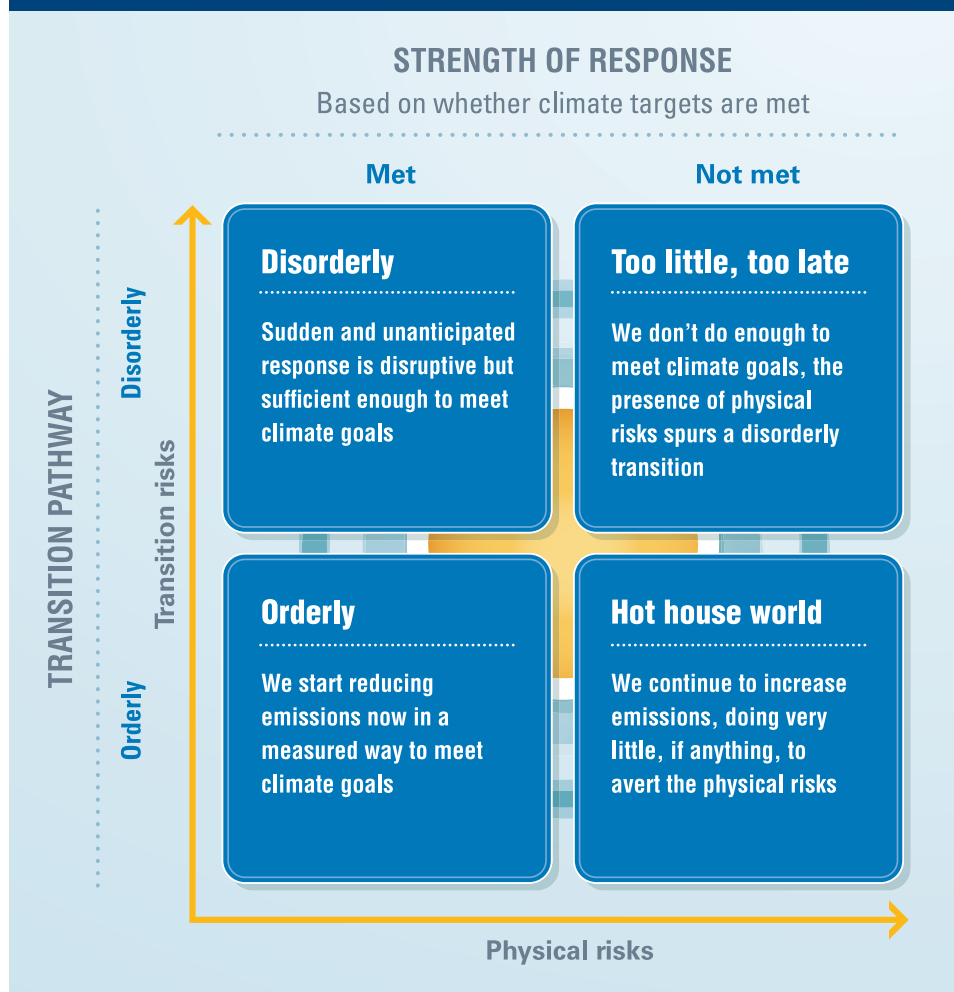 STRENGTH OF RESPONSE
Based on whether climate targets are met
Met
Not met
TRANSITION PATHWAY
Disorderly
Orderly
Transition risks
Disorderly
Sudden and unanticipated
response is disruptive but
sufficient enough to meet
climate goals
Too little, too late
We don’t do enough to
meet climate goals, the
presence of physical
risks spurs a disorderly
transition
Orderly
We start reducing
emissions now in a
measured way to meet
climate goals
Hot house world
We continue to increase
emissions, doing very
little, if anything, to
avert the physical risks
Physical risks